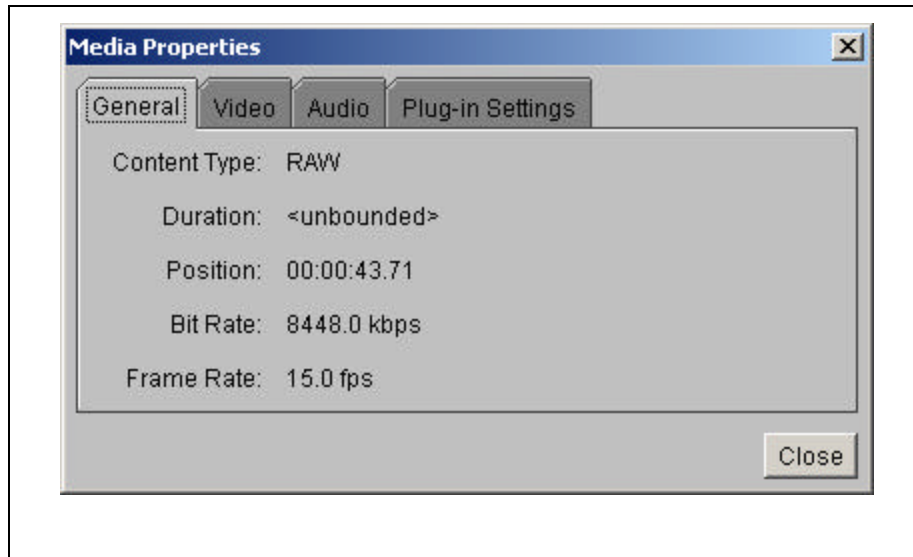 Media Properties
General Video Audio Plug-in Settings
Content Type: RAW
Duration: <unbounded>
Position: 00:00:43.71
Bit Rate: 8448.0 kbps
Frame Rate: 15.0 fps
Close